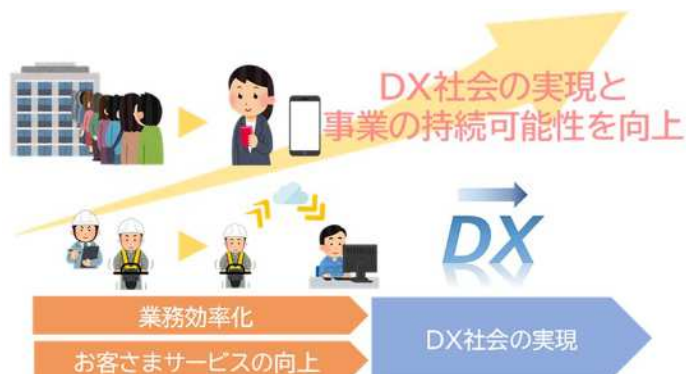 DX社会の実現と
事業の持続可能性を向上
DX
業務効率化
お客さまサービスの向上
DX社会の実現